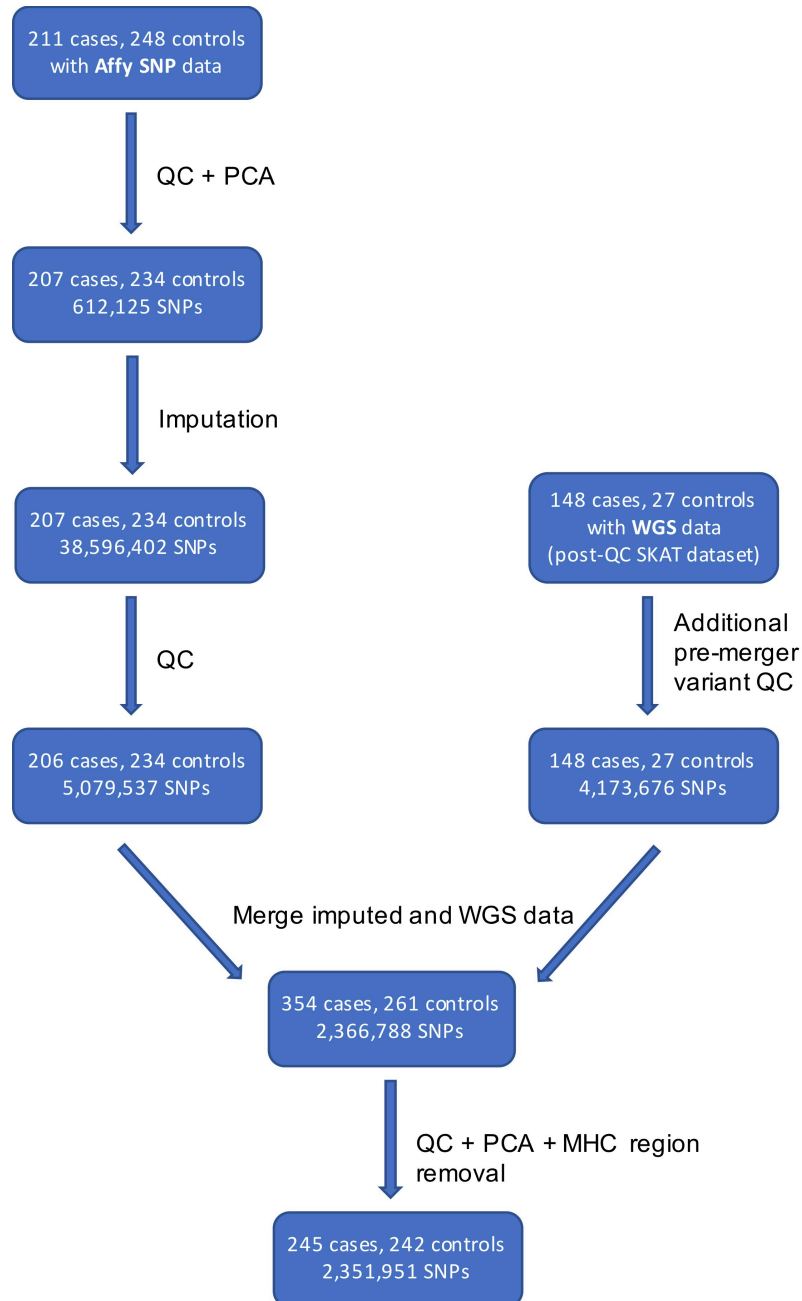 211 cases, 248 controls
with Affy SNP data
QC + PCA
207 cases, 234 controls
612,125 SNPs
Imputation
207 cases, 234 controls
38,596,402 SNPs
148 cases, 27 controls
with WGS data
(post-QC SKAT dataset)
QC
Additional
pre-merger
variant QC
206 cases, 234 controls
5,079,537 SNPs
148 cases, 27 controls
4,173,676 SNPs
Merge imputed and WGS data
354 cases, 261 controls
2,366,788 SNPs
QC + PCA + MHC region
removal
245 cases, 242 controls
2,351,951 SNPs